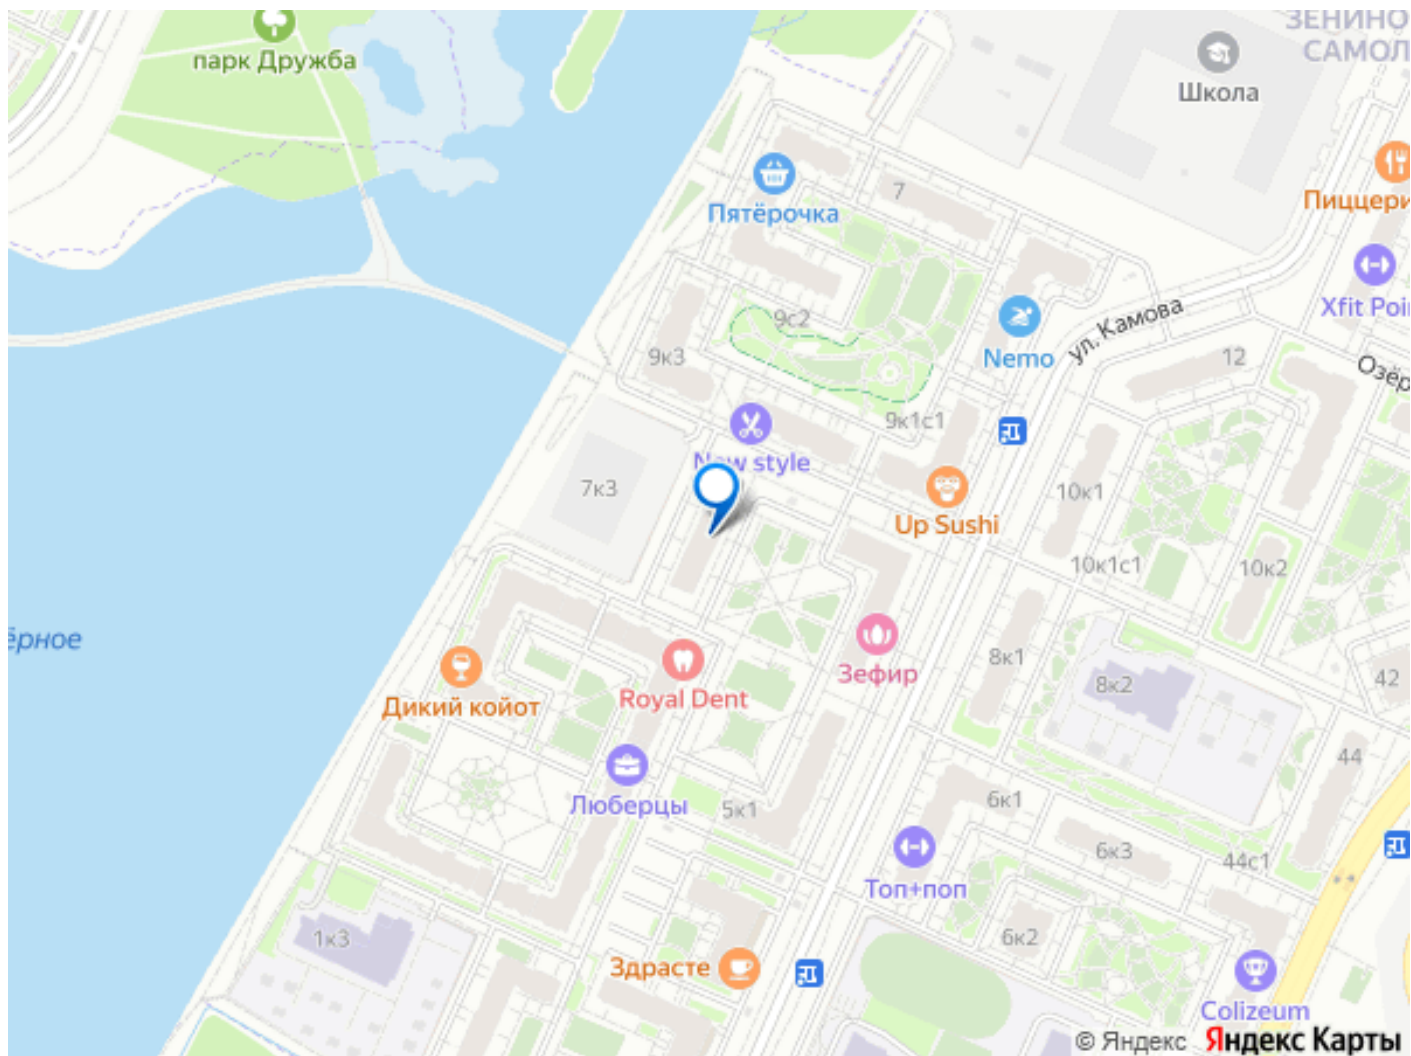 ЗЕНИНО
САМОЛ
парк Дружба
Школа
Пятёрочка
7
Пиццери
Xfit Poi
ул. Камова
9с2
Nemo
9к3
12
Озёр
9к1с1
New style
7к3
10к1
Up Sushi
10к1с1
10к2
ёрное
Зефир
8к1
8к2
42
Royal Dent
Дикий койот
44
Люберцы
5к1
6к1
6к3
44с1
Топ+поп
1к3
6к2
Здрасте
Colizeum
© Яндекс Яндекс Карты